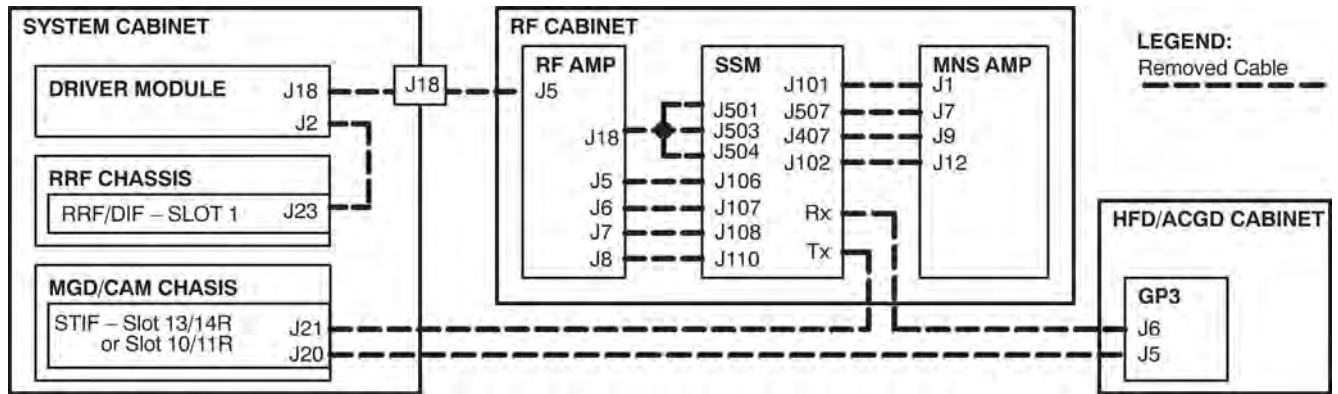 SYSTEM CABINET
DRIVER MODULE
J18
J2
J18
RRF CHASSIS
RRF/DIF – SLOT 1
J23
MGD/CAM CHASIS
STIF – Slot 13/14R
or Slot 10/11R
J21
J20
RF CABINET
RF AMP
J5
J18
J5
J6
J7
J8
SSM
J101
J501
J507
J503
J407
J504
J102
J106
J107
Rx
J108
J110
Tx
MNS AMP
J1
J7
J9
J12
LEGEND:
Removed Cable
HFD/ACGD CABINET
GP3
J6
J5